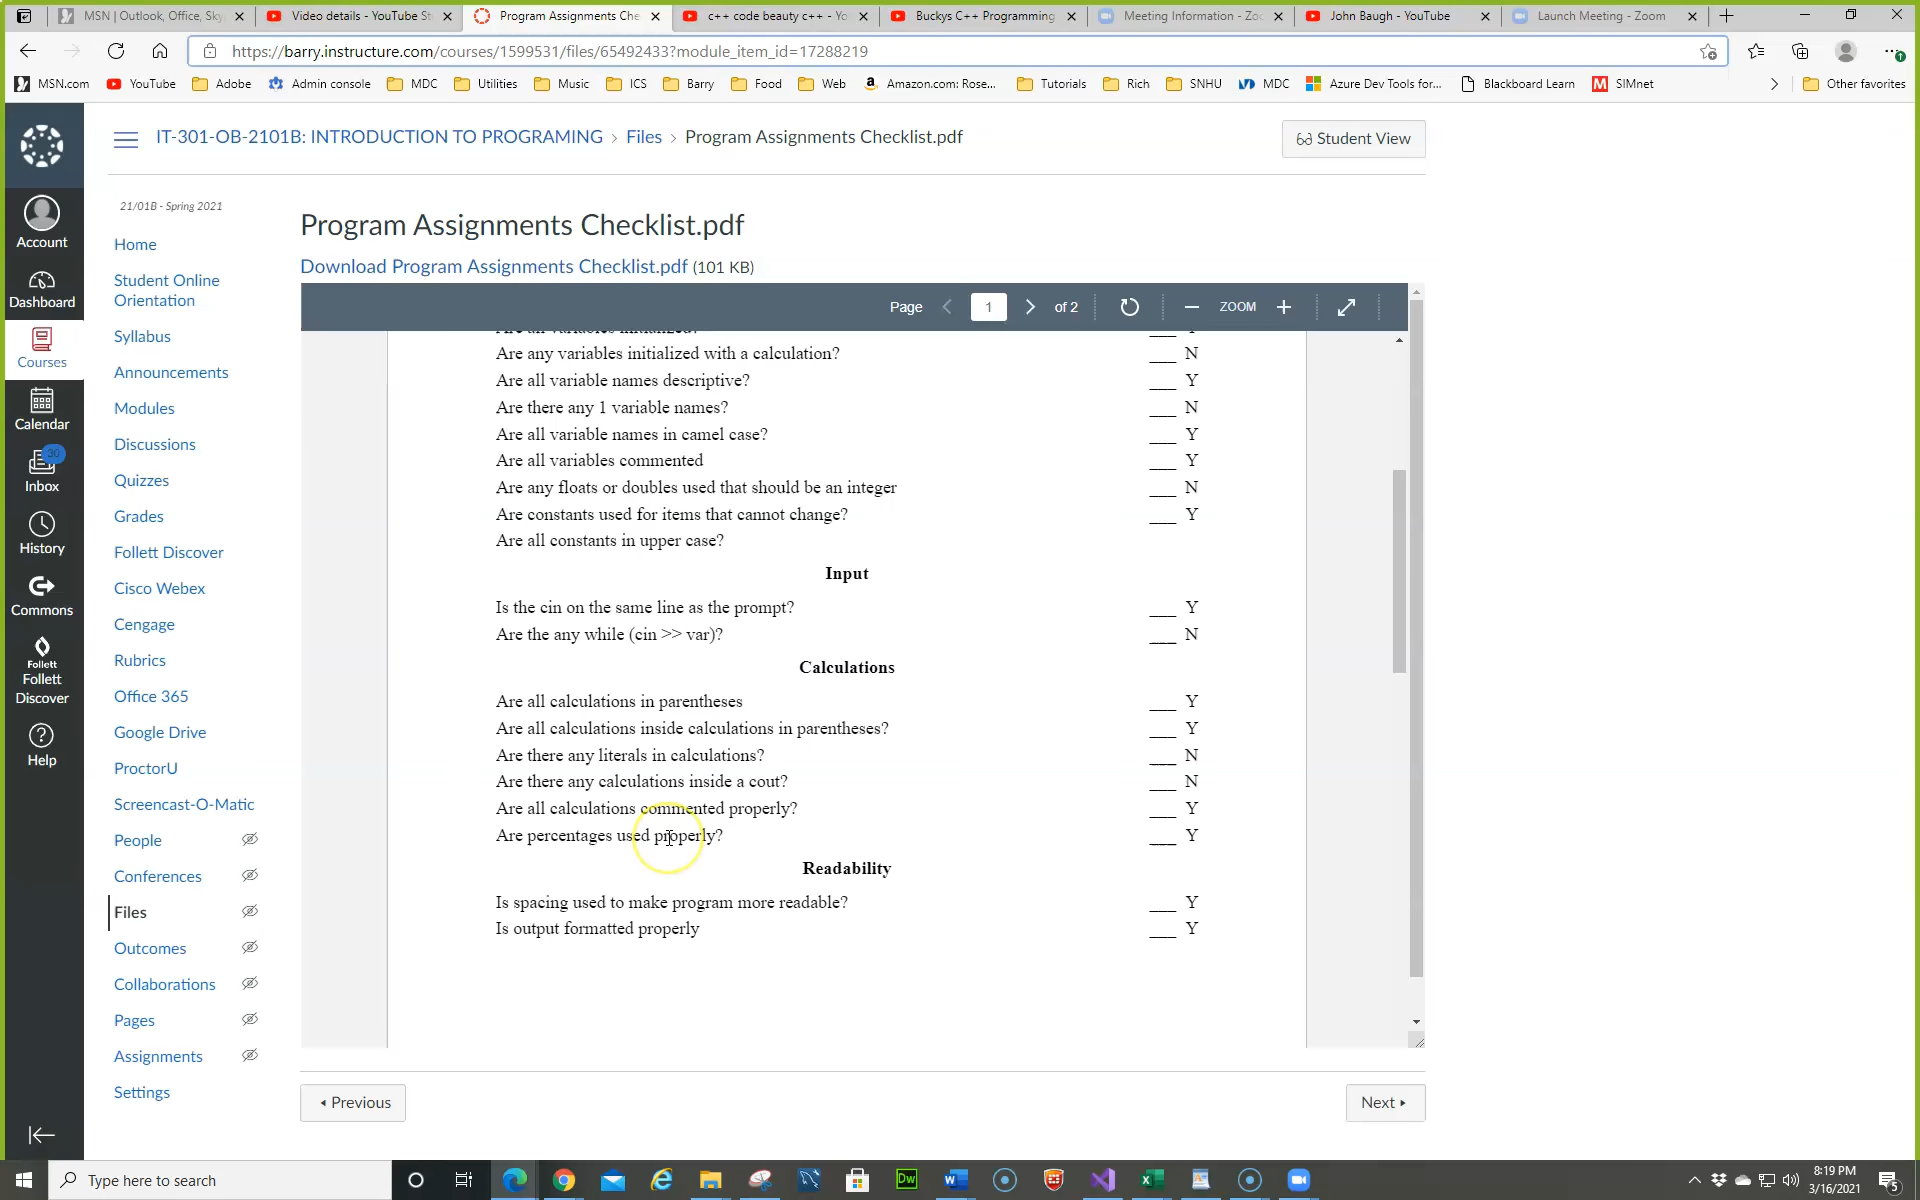 MSN | Outlook, Office, Sky
Video details - YouTube St
Program Assignments Che
c++ code beauty c++ - Yo
Buckys C++ Programming
Meeting Information - Zo
John Baugh - YouTube
Launch Meeting - Zoom
https://barry.instructure.com/courses/1599531/files/65492433?module_item_id=17288219
MSN.com
YouTube
Adobe
Admin console
MDC
Utilities
Music
ICS
Barry
Food
Web
Amazon.com: Rose...
Tutorials
Rich
SNHU
MDC
Azure Dev Tools for...
Blackboard Learn
SIMnet
Other favorites
IT-301-OB-2101B: INTRODUCTION TO PROGRAMING > Files > Program Assignments Checklist.pdf
Student View
Account
Dashboard
Courses
Calendar
30
Inbox
History
Commons
Follett
Follett
Discover
Help
21/01B - Spring 2021
Home
Student Online
Orientation
Syllabus
Announcements
Modules
Discussions
Quizzes
Grades
Follett Discover
Cisco Webex
Cengage
Rubrics
Office 365
Google Drive
ProctorU
Screencast-O-Matic
People
Conferences
Files
Outcomes
Collaborations
Pages
Assignments
Settings
Program Assignments Checklist.pdf
Download Program Assignments Checklist.pdf (101 KB)
Page 1 of 2 ZOOM
Are all variables initialized? ___ Y
Are any variables initialized with a calculation? ___ N
Are all variable names descriptive? ___ Y
Are there any 1 variable names? ___ N
Are all variable names in camel case? ___ Y
Are all variables commented ___ Y
Are any floats or doubles used that should be an integer ___ N
Are constants used for items that cannot change? ___ Y
Are all constants in upper case?
Input
Is the cin on the same line as the prompt? ___ Y
Are the any while (cin >> var)? ___ N
Calculations
Are all calculations in parentheses ___ Y
Are all calculations inside calculations in parentheses? ___ Y
Are there any literals in calculations? ___ N
Are there any calculations inside a cout? ___ N
Are all calculations commented properly? ___ Y
Are percentages used properly? ___ Y
Readability
Is spacing used to make program more readable? ___ Y
Is output formatted properly ___ Y
Previous
Next
Type here to search
8:19 PM
3/16/2021
5